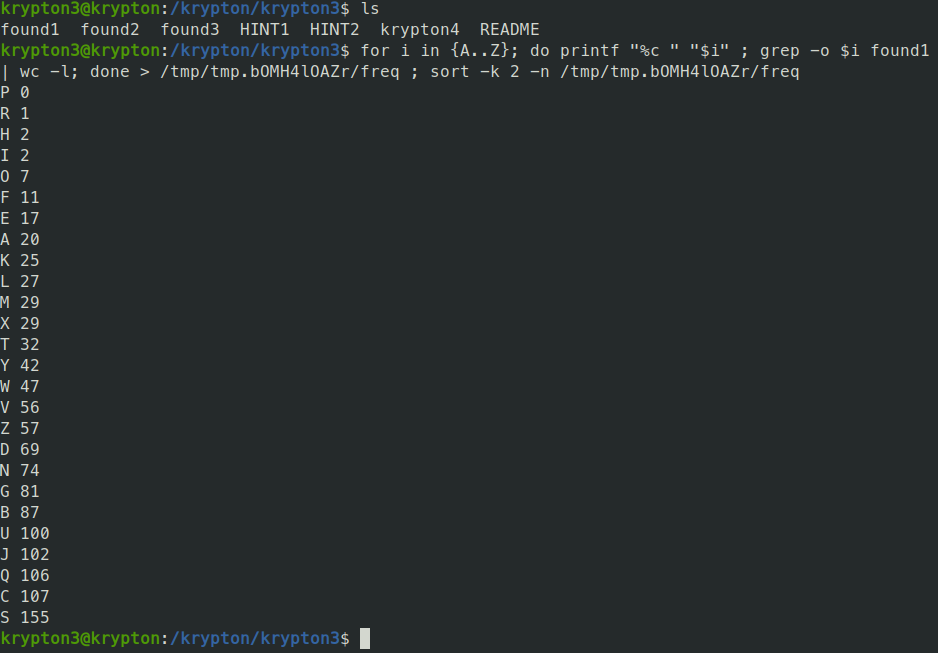 krypton3@krypton:/krypton/krypton3$ ls
found1  found2  found3  HINT1  HINT2  krypton4  README
krypton3@krypton:/krypton/krypton3$ for i in {A..Z}; do printf "%c " "$i" ; grep -o $i found1
| wc -l; done > /tmp/tmp.bOMH4lOAZr/freq ; sort -k 2 -n /tmp/tmp.bOMH4lOAZr/freq
P 0
R 1
H 2
I 2
O 7
F 11
E 17
A 20
K 25
L 27
M 29
X 29
T 32
Y 42
W 47
V 56
Z 57
D 69
N 74
G 81
B 87
U 100
J 102
Q 106
C 107
S 155
krypton3@krypton:/krypton/krypton3$